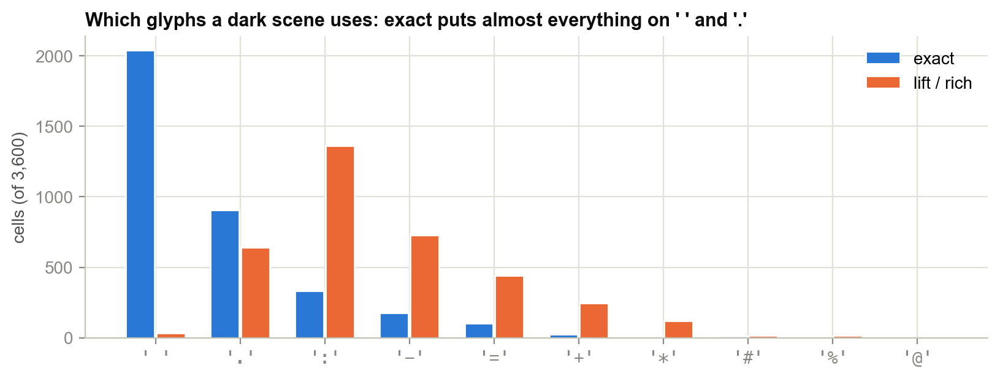 Which glyphs a dark scene uses: exact puts almost everything on ' ' and '.'
exact
lift / rich
cells (of 3,600)
2000
1500
1000
500
0
' ' '.' ':' '−' '=' '+' '*' '#' '%' '@'